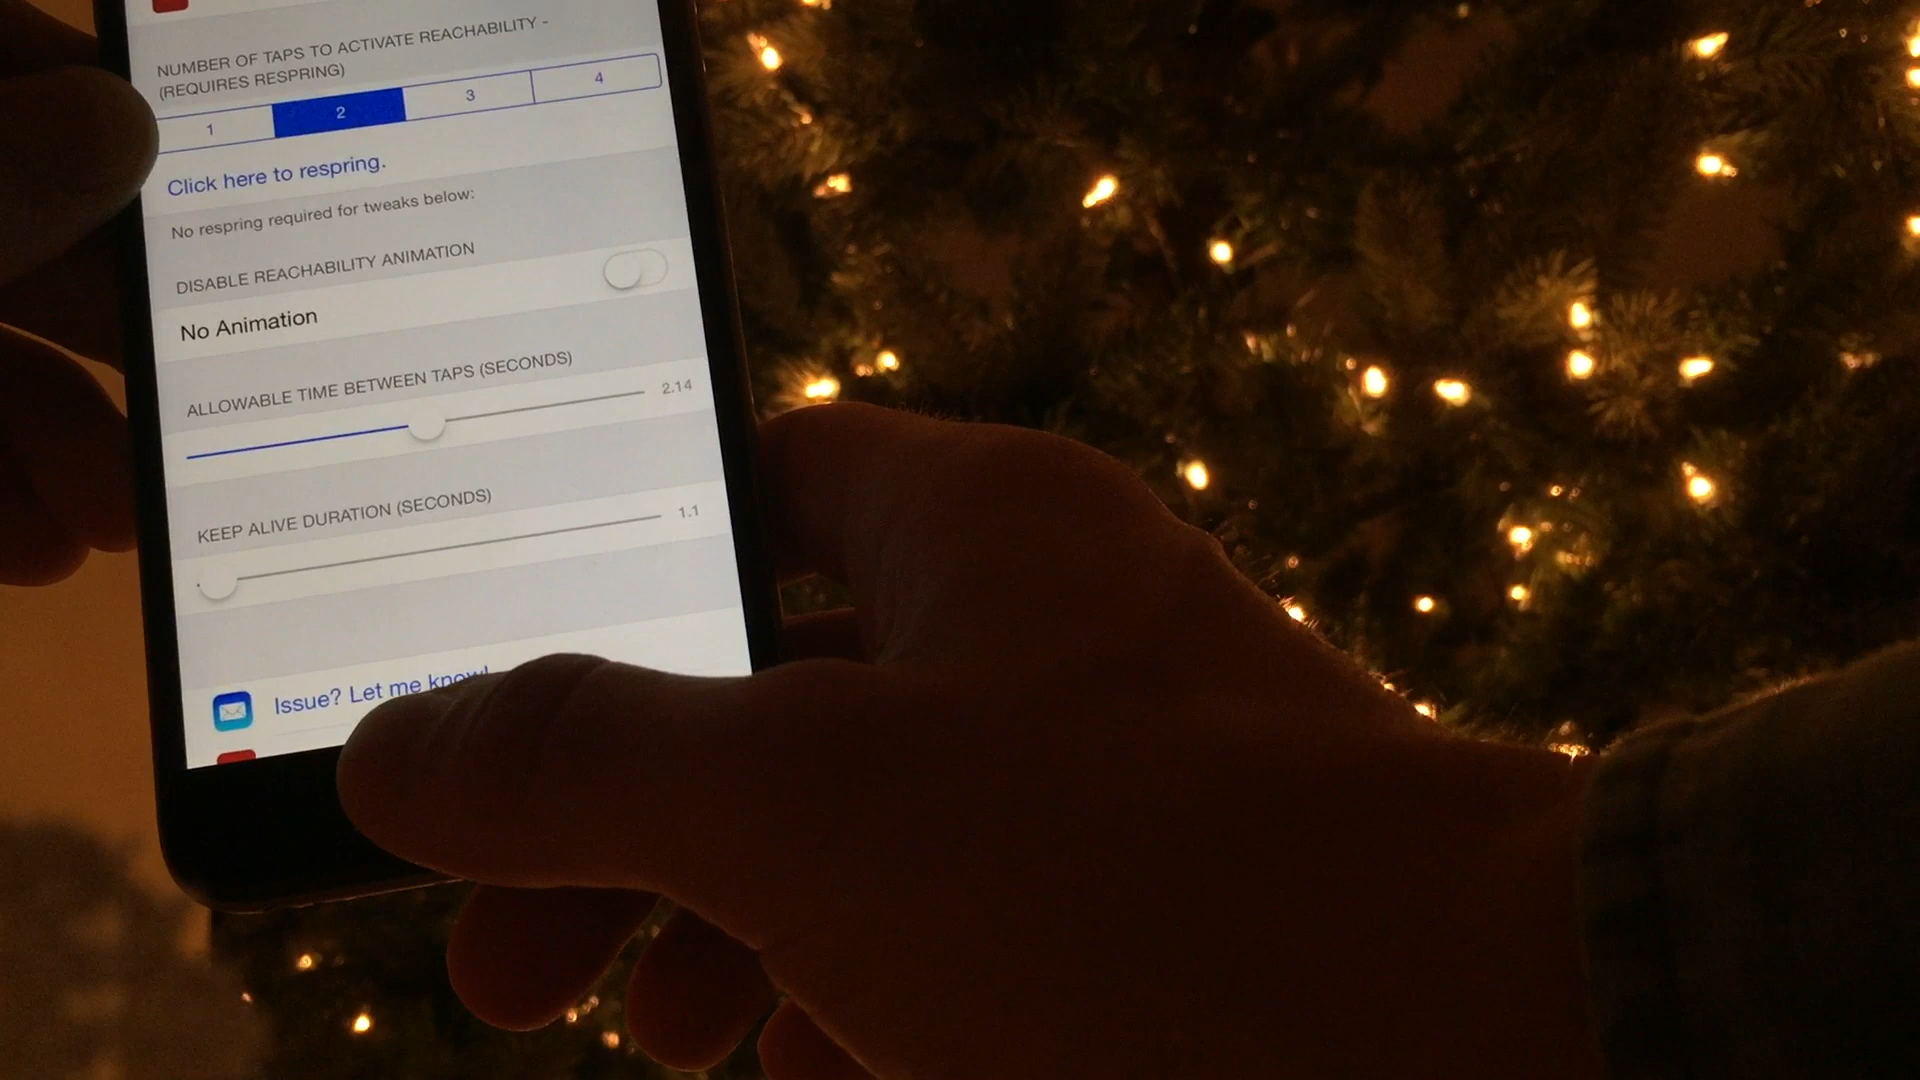 NUMBER OF TAPS TO ACTIVATE REACHABILITY -
(REQUIRES RESPRING)
1 2 3 4
Click here to respring.
No respring required for tweaks below:
DISABLE REACHABILITY ANIMATION
No Animation
ALLOWABLE TIME BETWEEN TAPS (SECONDS)
2.14
KEEP ALIVE DURATION (SECONDS)
1.1
Issue? Let me know!